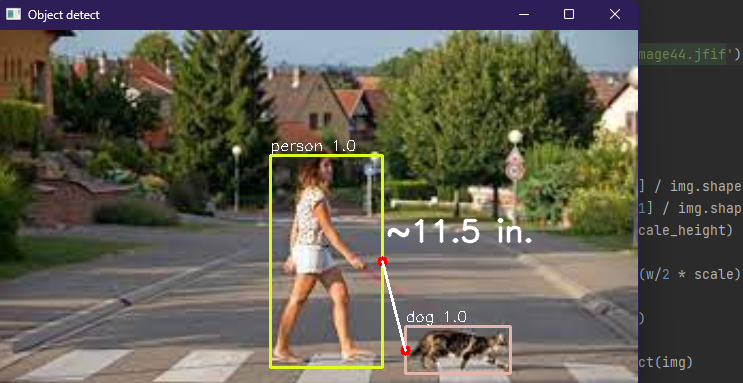 Object detect
mage44.jfif')
person 1.0
] / img.shape
1] / img.shap
cale_height)
~11.5 in.
(w/2 * scale)
dog 1.0
)
ct(img)